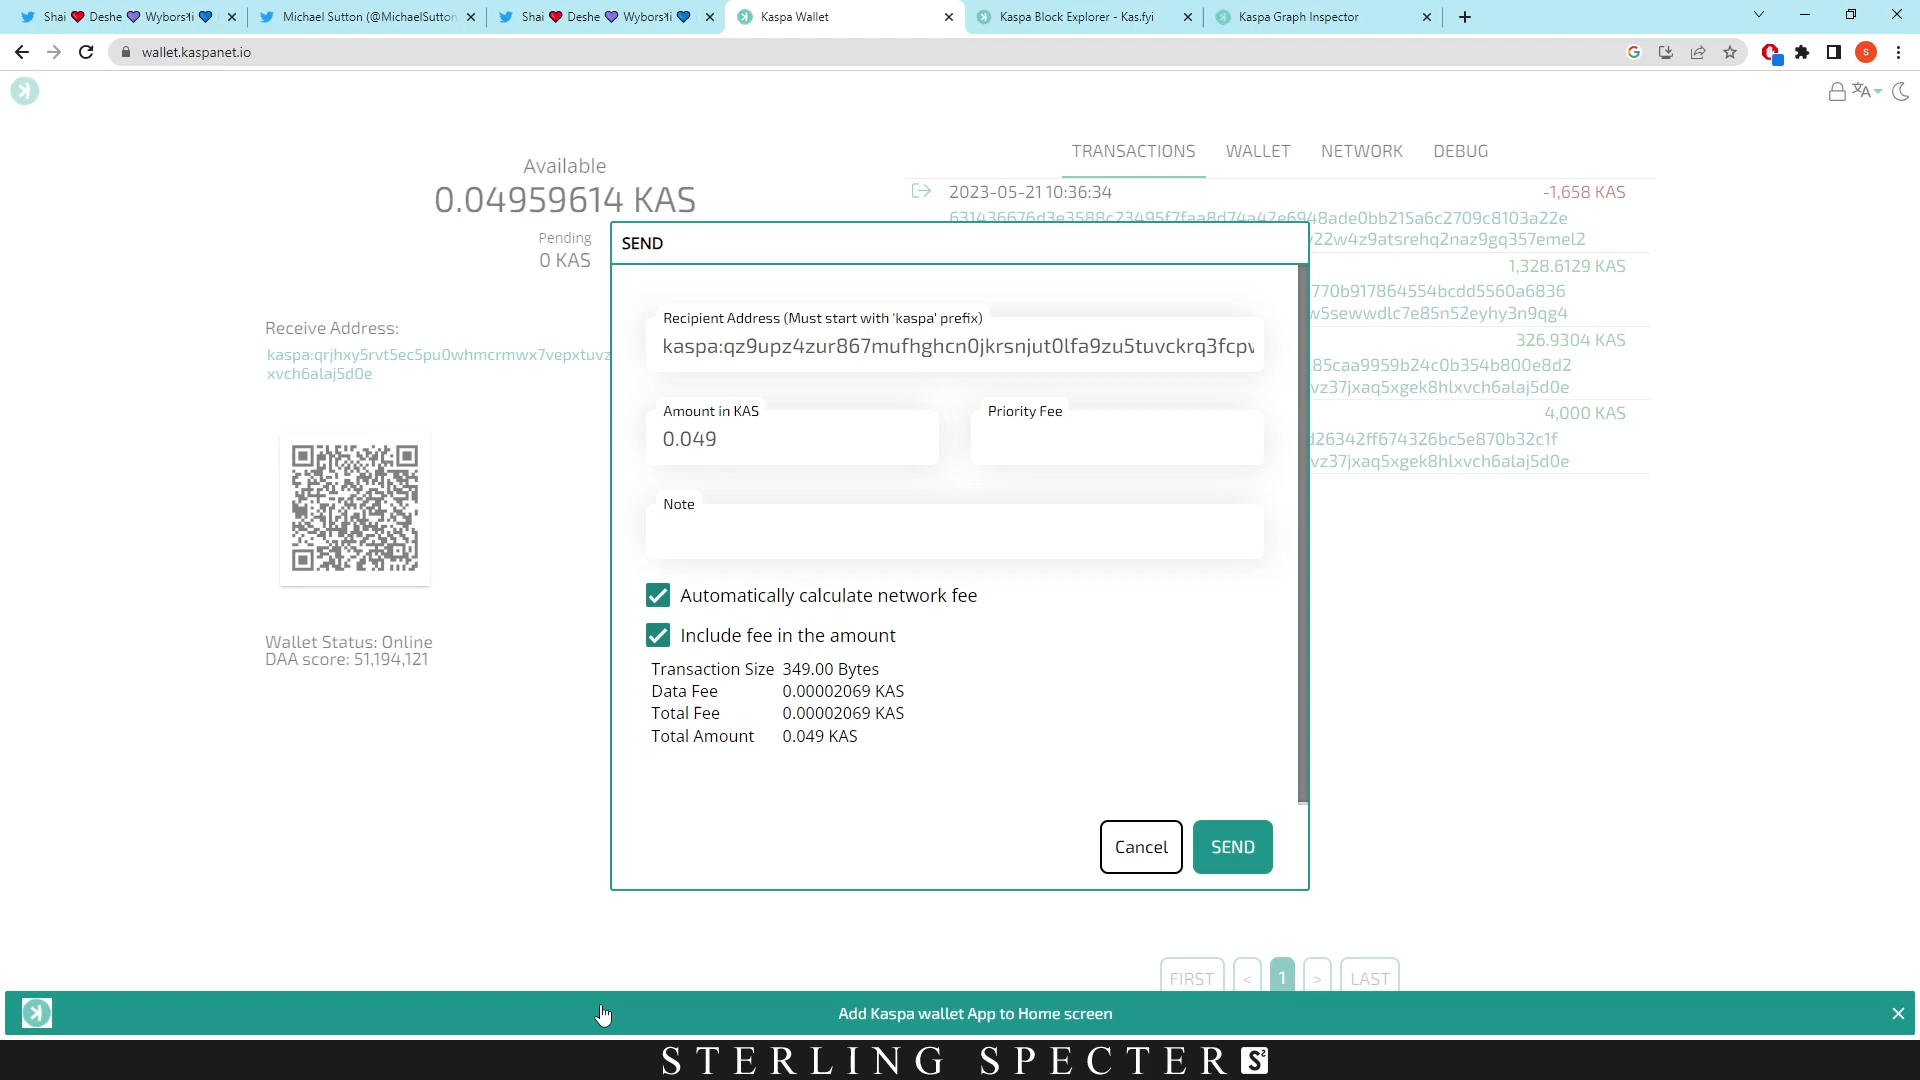 Shai ❤️ Deshe 💜 Wybors
Michael Sutton (@MichaelSutton
Shai ❤️ Deshe 💜 Wybors
Kaspa Wallet
Kaspa Block Explorer - Kas.fyi
Kaspa Graph Inspector
wallet.kaspanet.io
S
Available
0.04959614 KAS
Pending
0 KAS
Receive Address:
kaspa:qrjhxy5rvt5ec5pu0whmcrmwx7vepxtuvz
xvch6alaj5d0e
Wallet Status: Online
DAA score: 51,194,121
TRANSACTIONS WALLET NETWORK DEBUG
2023-05-21 10:36:34 -1,658 KAS
631436676d3e3588c23495f7faa8d74a42e6948ade0bb215a6c2709c8103a22e
22w4z9atsrehq2naz9gq357emel2
1,328.6129 KAS
770b917864554bcdd5560a6836
w5sewwdlc7e85n52eyhy3n9qg4
326.9304 KAS
85caa9959b24c0b354b800e8d2
vz37jxaq5xgek8hlxvch6alaj5d0e
4,000 KAS
d26342ff674326bc5e870b32c1f
vz37jxaq5xgek8hlxvch6alaj5d0e
SEND
Recipient Address (Must start with 'kaspa' prefix)
kaspa:qz9upz4zur867mufhghcn0jkrsnjut0lfa9zu5tuvckrq3fcpv
Amount in KAS
0.049
Priority Fee
Note
Automatically calculate network fee
Include fee in the amount
Transaction Size 349.00 Bytes
Data Fee 0.00002069 KAS
Total Fee 0.00002069 KAS
Total Amount 0.049 KAS
Cancel SEND
FIRST < 1 > LAST
Add Kaspa wallet App to Home screen
STERLING SPECTER S²